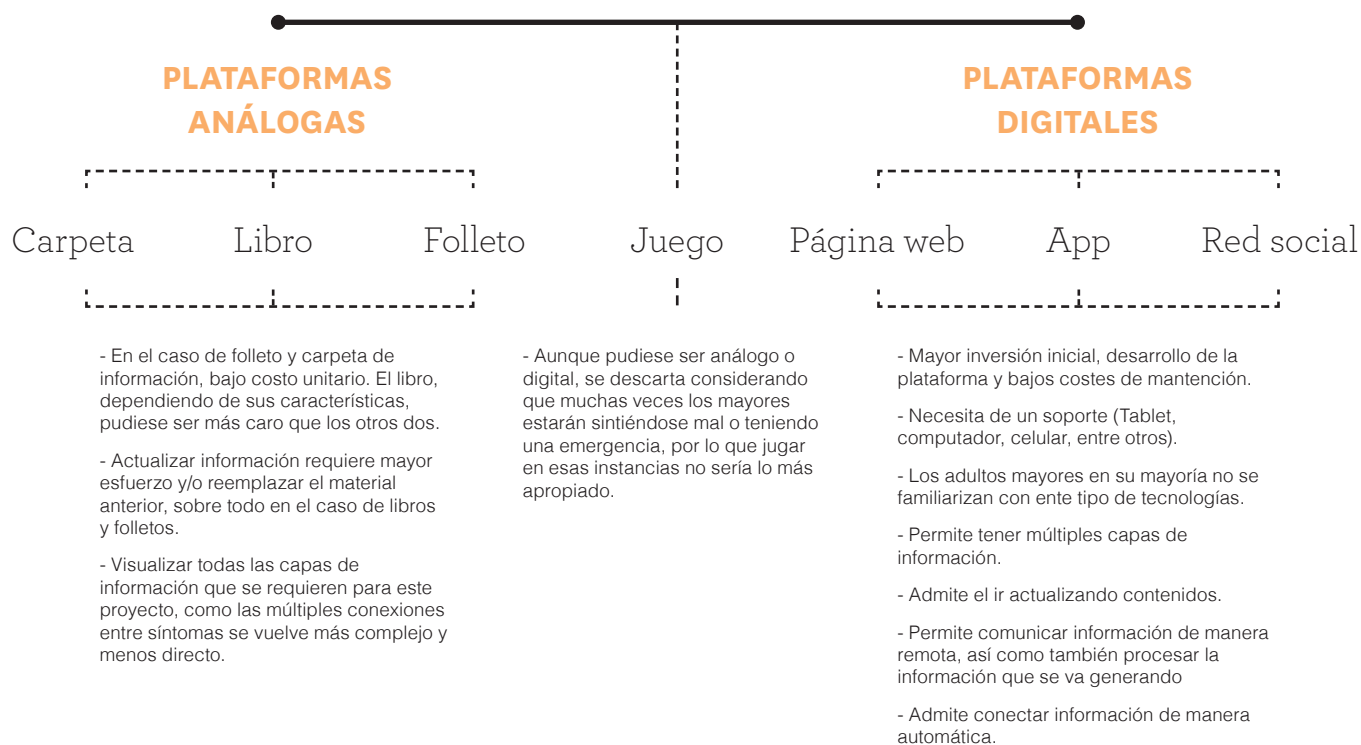 PLATAFORMAS
ANÁLOGAS
PLATAFORMAS
DIGITALES
Carpeta
Libro
Folleto
Juego
Página web
App
Red social
- En el caso de folleto y carpeta de
información, bajo costo unitario. El libro,
dependiendo de sus características,
pudiese ser más caro que los otros dos.
- Actualizar información requiere mayor
esfuerzo y/o reemplazar el material
anterior, sobre todo en el caso de libros
y folletos.
- Visualizar todas las capas de
información que se requieren para este
proyecto, como las múltiples conexiones
entre síntomas se vuelve más complejo y
menos directo.
- Aunque pudiese ser análogo o
digital, se descarta considerando
que muchas veces los mayores
estarán sintiéndose mal o teniendo
una emergencia, por lo que jugar
en esas instancias no sería lo más
apropiado.
- Mayor inversión inicial, desarrollo de la
plataforma y bajos costes de mantención.
- Necesita de un soporte (Tablet,
computador, celular, entre otros).
- Los adultos mayores en su mayoría no se
familiarizan con ente tipo de tecnologías.
- Permite tener múltiples capas de
información.
- Admite el ir actualizando contenidos.
- Permite comunicar información de manera
remota, así como también procesar la
información que se va generando
- Admite conectar información de manera
automática.